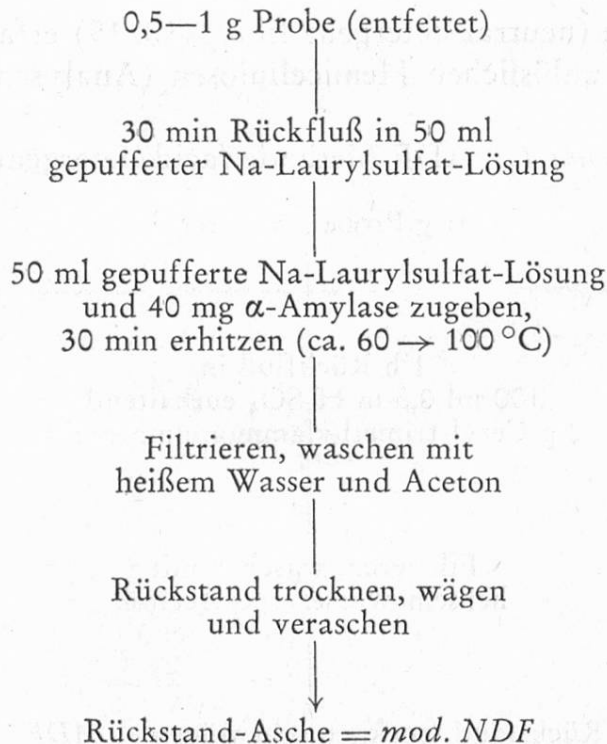 0,5—1 g Probe (entfettet)
30 min Rückfluß in 50 ml
gepufferter Na-Laurylsulfat-Lösung
50 ml gepufferte Na-Laurylsulfat-Lösung
und 40 mg α-Amylase zugeben,
30 min erhitzen (ca. 60 → 100 °C)
Filtrieren, waschen mit
heißem Wasser und Aceton
Rückstand trocknen, wägen
und veraschen
Rückstand-Asche = mod. NDF